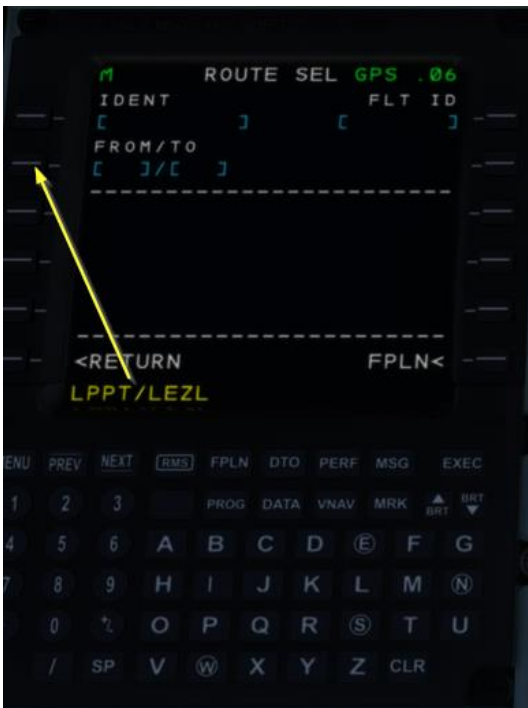 M ROUTE SEL GPS .06
IDENT FLT ID
[ ] [ ]
FROM/TO
[ ]/[ ]
<RETURN FPLN<
LPPT/LEZL
MENU PREV NEXT RMS FPLN DTO PERF MSG EXEC
1 2 3 PROG DATA VNAV MRK BRT BRT
4 5 6 A B C D E F G
7 8 9 H I J K L M N
0 +/- O P Q R S T U
/ SP V W X Y Z CLR